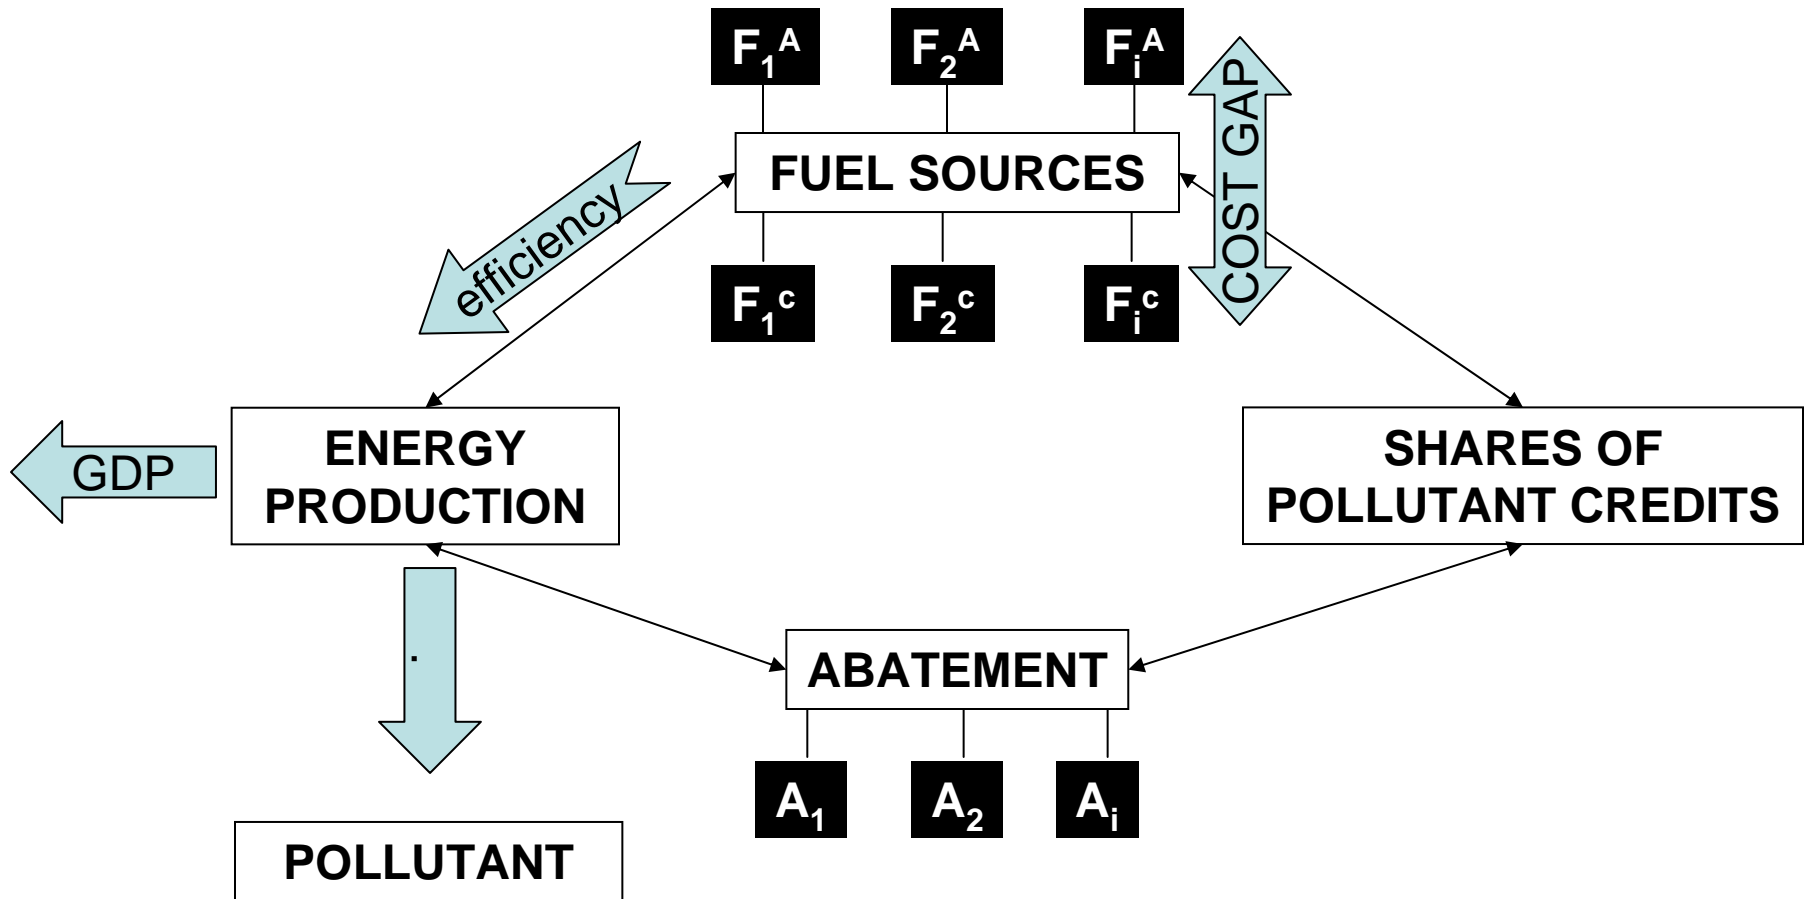 F₁ᴬ F₂ᴬ Fᵢᴬ
COST GAP
FUEL SOURCES
efficiency
F₁ᶜ F₂ᶜ Fᵢᶜ
GDP
ENERGY
PRODUCTION
SHARES OF
POLLUTANT CREDITS
.
ABATEMENT
A₁ A₂ Aᵢ
POLLUTANT